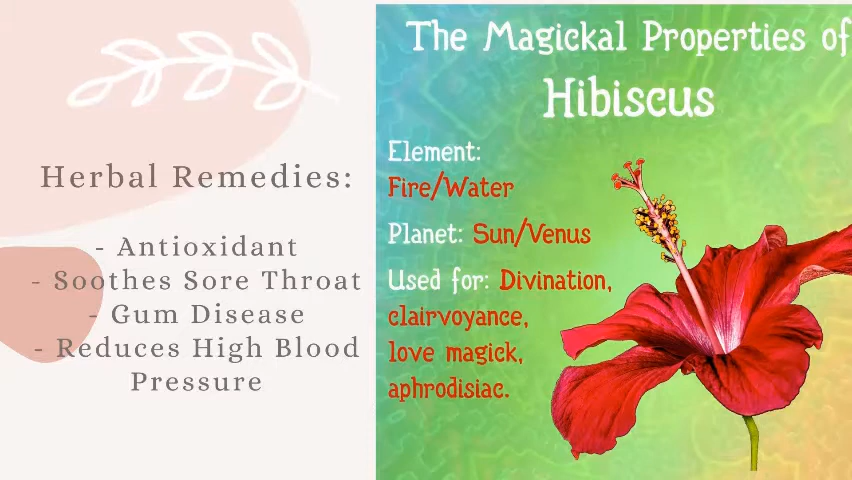 Herbal Remedies:
- Antioxidant
- Soothes Sore Throat
- Gum Disease
- Reduces High Blood
Pressure
The Magickal Properties of
Hibiscus
Element:
Fire/Water
Planet: Sun/Venus
Used for: Divination,
clairvoyance,
love magick,
aphrodisiac.